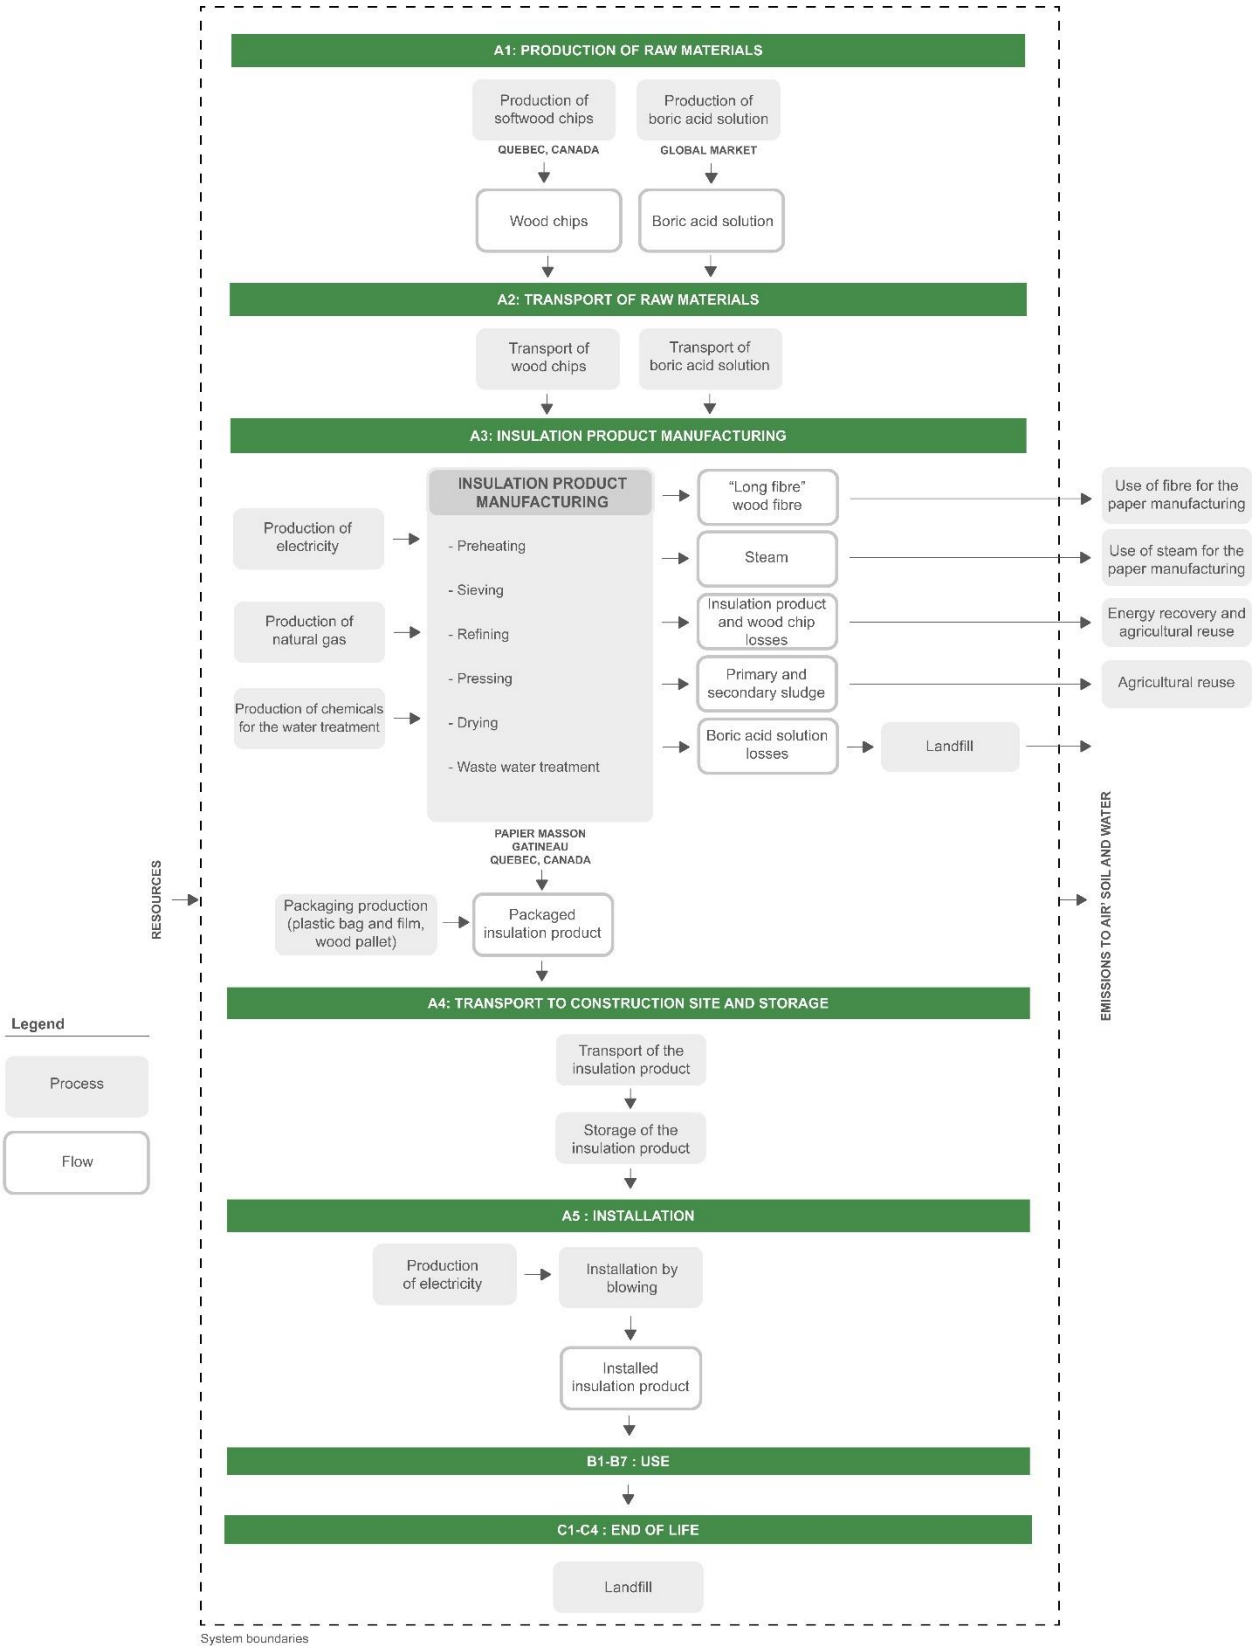 A1: PRODUCTION OF RAW MATERIALS
Production of
softwood chips
Production of
boric acid solution
QUEBEC, CANADA
GLOBAL MARKET
Wood chips
Boric acid solution
A2: TRANSPORT OF RAW MATERIALS
Transport of
wood chips
Transport of
boric acid solution
A3: INSULATION PRODUCT MANUFACTURING
INSULATION PRODUCT
MANUFACTURING
- Preheating
- Sieving
- Refining
- Pressing
- Drying
- Waste water treatment
Production of
electricity
Production of
natural gas
Production of chemicals
for the water treatment
“Long fibre”
wood fibre
Use of fibre for the
paper manufacturing
Steam
Use of steam for the
paper manufacturing
Insulation product
and wood chip
losses
Energy recovery and
agricultural reuse
Primary and
secondary sludge
Agricultural reuse
Boric acid solution
losses
Landfill
PAPIER MASSON
GATINEAU
QUEBEC, CANADA
RESOURCES
Packaging production
(plastic bag and film,
wood pallet)
Packaged
insulation product
EMISSIONS TO AIR’ SOIL AND WATER
A4: TRANSPORT TO CONSTRUCTION SITE AND STORAGE
Legend
Process
Flow
Transport of the
insulation product
Storage of the
insulation product
A5 : INSTALLATION
Production
of electricity
Installation by
blowing
Installed
insulation product
B1-B7 : USE
C1-C4 : END OF LIFE
Landfill
System boundaries